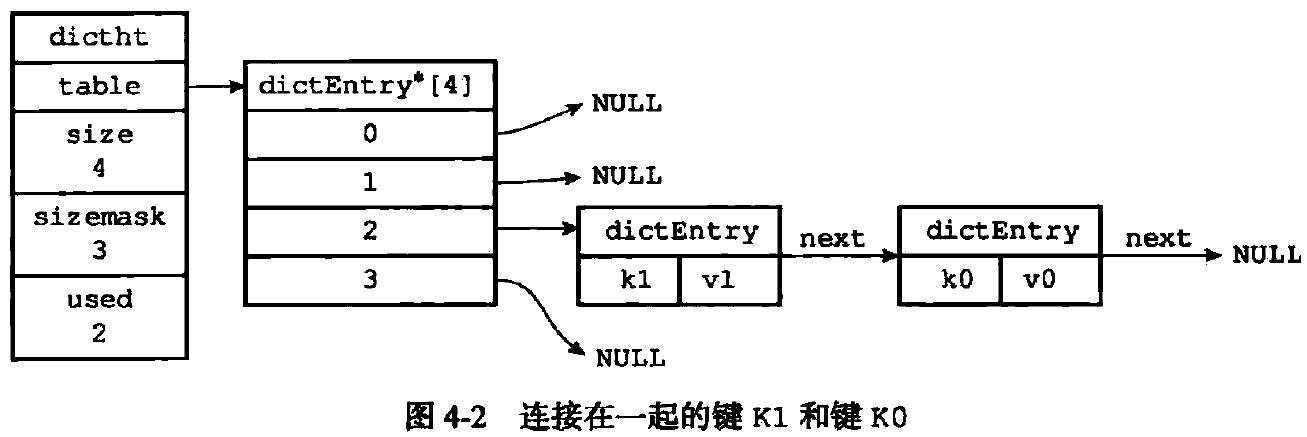 dictht
table
size
4
sizemask
3
used
2
dictEntry*[4]
0
1
2
3
NULL
NULL
dictEntry
k1 v1
next
dictEntry
k0 v0
next
NULL
NULL
图 4-2 连接在一起的键 K1 和键 K0